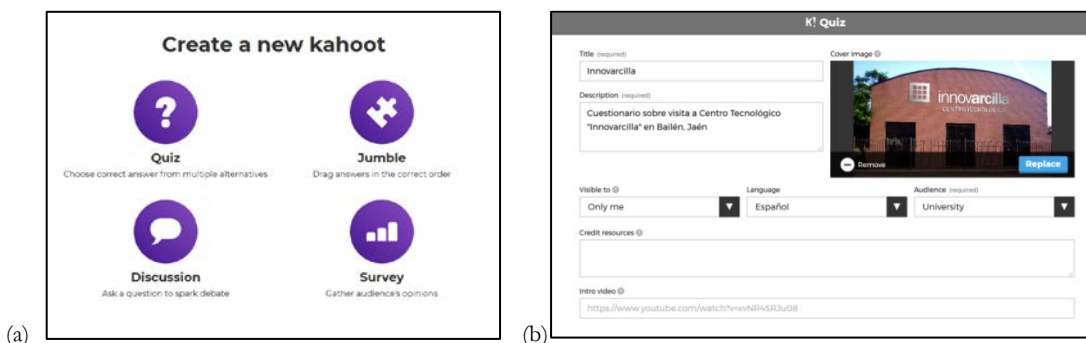 Create a new kahoot
Quiz
Choose correct answer from multiple alternatives
Jumble
Drag answers in the correct order
Discussion
Ask a question to spark debate
Survey
Gather audience's opinions
(a)
K! Quiz
Title (required)
Innovarcilla
Description (required)
Cuestionario sobre visita a Centro Tecnológico
"Innovarcilla" en Bailén, Jaén
Cover image
innovarcilla
CENTRO TECNOLÓGICO
Remove
Replace
Visible to
Only me
Language
Español
Audience (required)
University
Credit resources
Intro video
https://www.youtube.com/watch?v=xvNR4SRJu08
(b)